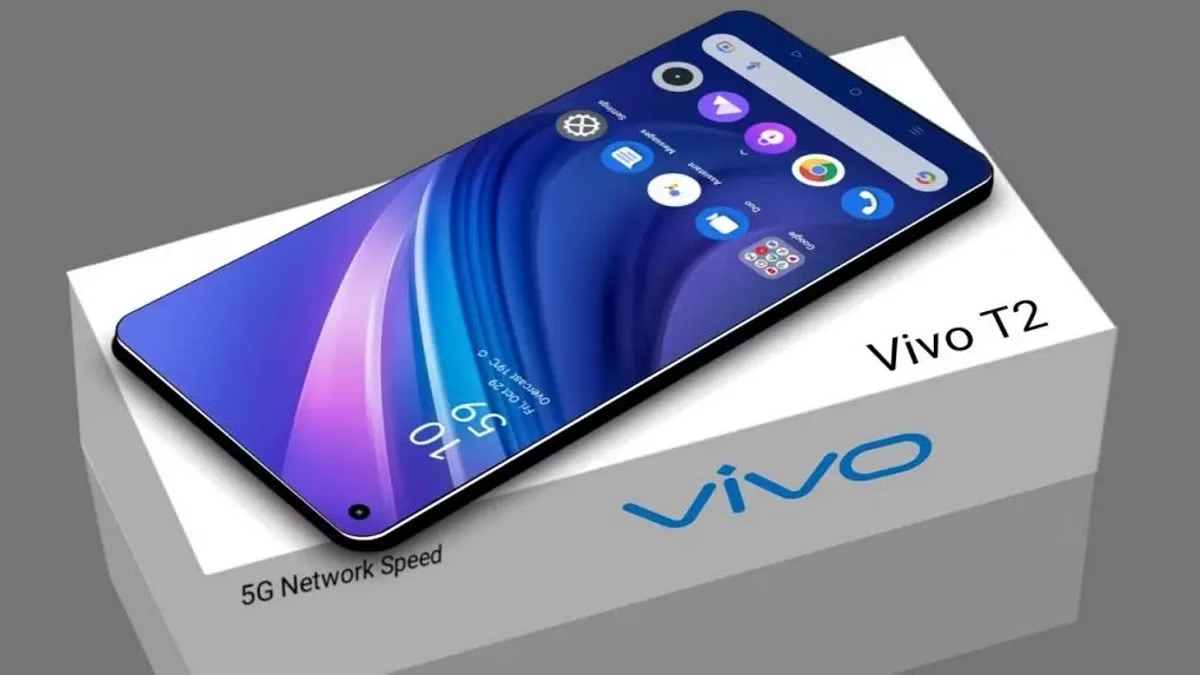 Settings
Messages
Assistant
Duo
Google
10
59
Fri, Oct 29
Overcast 19°C
Vivo T2
vivo
5G Network Speed